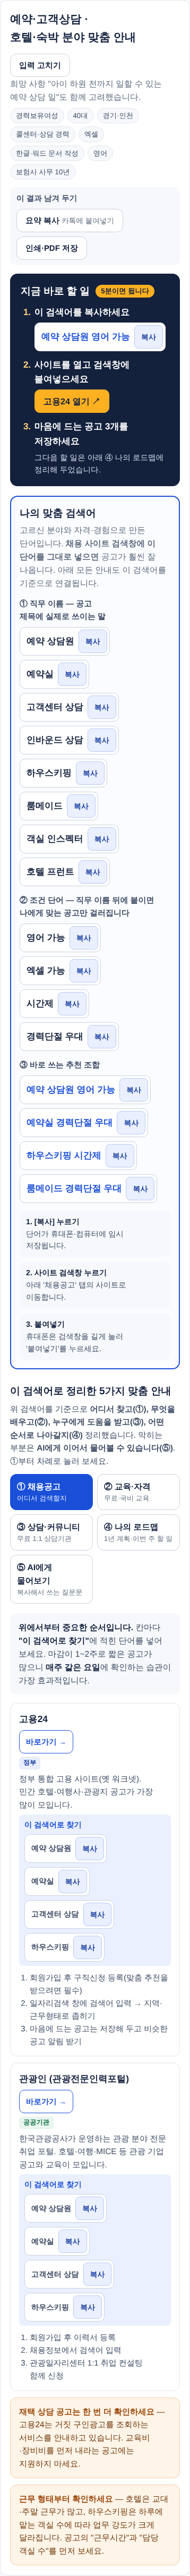 예약·고객상담 ·
호텔·숙박 분야 맞춤 안내
입력 고치기
희망 사항 "아이 하원 전까지 일할 수 있는
예약 상담 일"도 함께 고려했습니다.
경력보유여성
40대
경기·인천
콜센터·상담 경력
엑셀
한글·워드 문서 작성
영어
보험사 사무 10년
이 결과 남겨 두기
요약 복사 카톡에 붙여넣기
인쇄·PDF 저장
지금 바로 할 일 5분이면 됩니다
1. 이 검색어를 복사하세요
예약 상담원 영어 가능 복사
2. 사이트를 열고 검색창에
붙여넣으세요
고용24 열기 ↗
3. 마음에 드는 공고 3개를
저장하세요
그다음 할 일은 아래 ④ 나의 로드맵에
정리해 두었습니다.
나의 맞춤 검색어
고르신 분야와 자격·경험으로 만든
단어입니다. 채용 사이트 검색창에 이
단어를 그대로 넣으면 공고가 훨씬 잘
나옵니다. 아래 모든 안내도 이 검색어를
기준으로 연결됩니다.
① 직무 이름 — 공고
제목에 실제로 쓰이는 말
예약 상담원 복사
예약실 복사
고객센터 상담 복사
인바운드 상담 복사
하우스키핑 복사
룸메이드 복사
객실 인스펙터 복사
호텔 프런트 복사
② 조건 단어 — 직무 이름 뒤에 붙이면
나에게 맞는 공고만 걸러집니다
영어 가능 복사
엑셀 가능 복사
시간제 복사
경력단절 우대 복사
③ 바로 쓰는 추천 조합
예약 상담원 영어 가능 복사
예약실 경력단절 우대 복사
하우스키핑 시간제 복사
룸메이드 경력단절 우대 복사
1. [복사] 누르기
단어가 휴대폰·컴퓨터에 임시
저장됩니다.
2. 사이트 검색창 누르기
아래 '채용공고' 탭의 사이트로
이동합니다.
3. 붙여넣기
휴대폰은 검색창을 길게 눌러
'붙여넣기'를 누르세요.
이 검색어로 정리한 5가지 맞춤 안내
위 검색어를 기준으로 어디서 찾고(①), 무엇을
배우고(②), 누구에게 도움을 받고(③), 어떤
순서로 나아갈지(④) 정리했습니다. 막히는
부분은 AI에게 이어서 물어볼 수 있습니다(⑤).
①부터 차례로 눌러 보세요.
① 채용공고
어디서 검색할지
② 교육·자격
무료·국비 교육
③ 상담·커뮤니티
무료 1:1 상담기관
④ 나의 로드맵
1년 계획·이번 주 할 일
⑤ AI에게
물어보기
복사해서 쓰는 질문문
위에서부터 중요한 순서입니다. 칸마다
"이 검색어로 찾기"에 적힌 단어를 넣어
보세요. 마감이 1~2주로 짧은 공고가
많으니 매주 같은 요일에 확인하는 습관이
가장 효과적입니다.
고용24
바로가기 →
정부
정부 통합 고용 사이트(옛 워크넷).
민간 호텔·여행사·관광지 공고가 가장
많이 모입니다.
이 검색어로 찾기
예약 상담원 복사
예약실 복사
고객센터 상담 복사
하우스키핑 복사
1. 회원가입 후 구직신청 등록(맞춤 추천을
받으려면 필수)
2. 일자리검색 창에 검색어 입력 → 지역·
근무형태로 좁히기
3. 마음에 드는 공고는 저장해 두고 비슷한
공고 알림 받기
관광인 (관광전문인력포털)
바로가기 →
공공기관
한국관광공사가 운영하는 관광 분야 전문
취업 포털. 호텔·여행·MICE 등 관광 기업
공고와 교육이 모입니다.
이 검색어로 찾기
예약 상담원 복사
예약실 복사
고객센터 상담 복사
하우스키핑 복사
1. 회원가입 후 이력서 등록
2. 채용정보에서 검색어 입력
3. 관광일자리센터 1:1 취업 컨설팅
함께 신청
재택 상담 공고는 한 번 더 확인하세요 —
고용24는 거짓 구인광고를 조회하는
서비스를 안내하고 있습니다. 교육비
·장비비를 먼저 내라는 공고에는
지원하지 마세요.
근무 형태부터 확인하세요 — 호텔은 교대
·주말 근무가 많고, 하우스키핑은 하루에
맡는 객실 수에 따라 업무 강도가 크게
달라집니다. 공고의 "근무시간"과 "담당
객실 수"를 먼저 보세요.